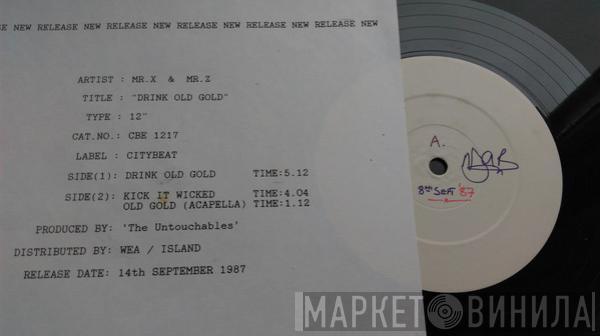 SE NEW RELEASE NEW RELEASE NEW RELEASE NEW RELEASE NEW RELEASE NEW
ARTIST : MR.X & MR.Z
TITLE : "DRINK OLD GOLD"
TYPE : 12"
CAT.NO.: CBE 1217
LABEL : CITYBEAT
SIDE(1): DRINK OLD GOLD TIME:5.12
SIDE(2): KICK IT WICKED TIME:4.04
OLD GOLD (ACAPELLA) TIME:1.12
PRODUCED BY: 'The Untouchables'
DISTRIBUTED BY: WEA / ISLAND
RELEASE DATE: 14th SEPTEMBER 1987
A.
8th SEPT '87
МАРКЕТ ВИНИЛА